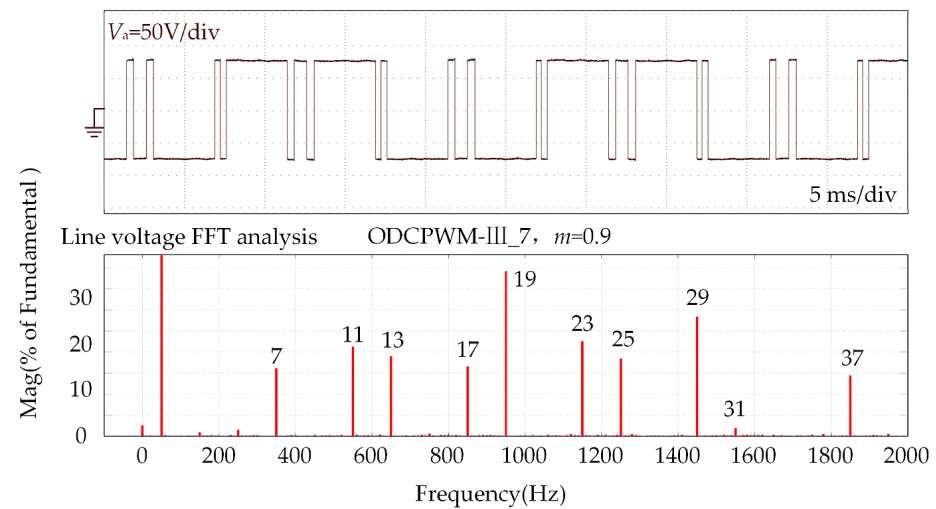 Va=50V/div
5 ms/div
Line voltage FFT analysis ODCPWM-III_7, m=0.9
Mag(% of Fundamental )
30
20
10
0
7
11
13
17
19
23
25
29
31
37
0 200 400 600 800 1000 1200 1400 1600 1800 2000
Frequency(Hz)